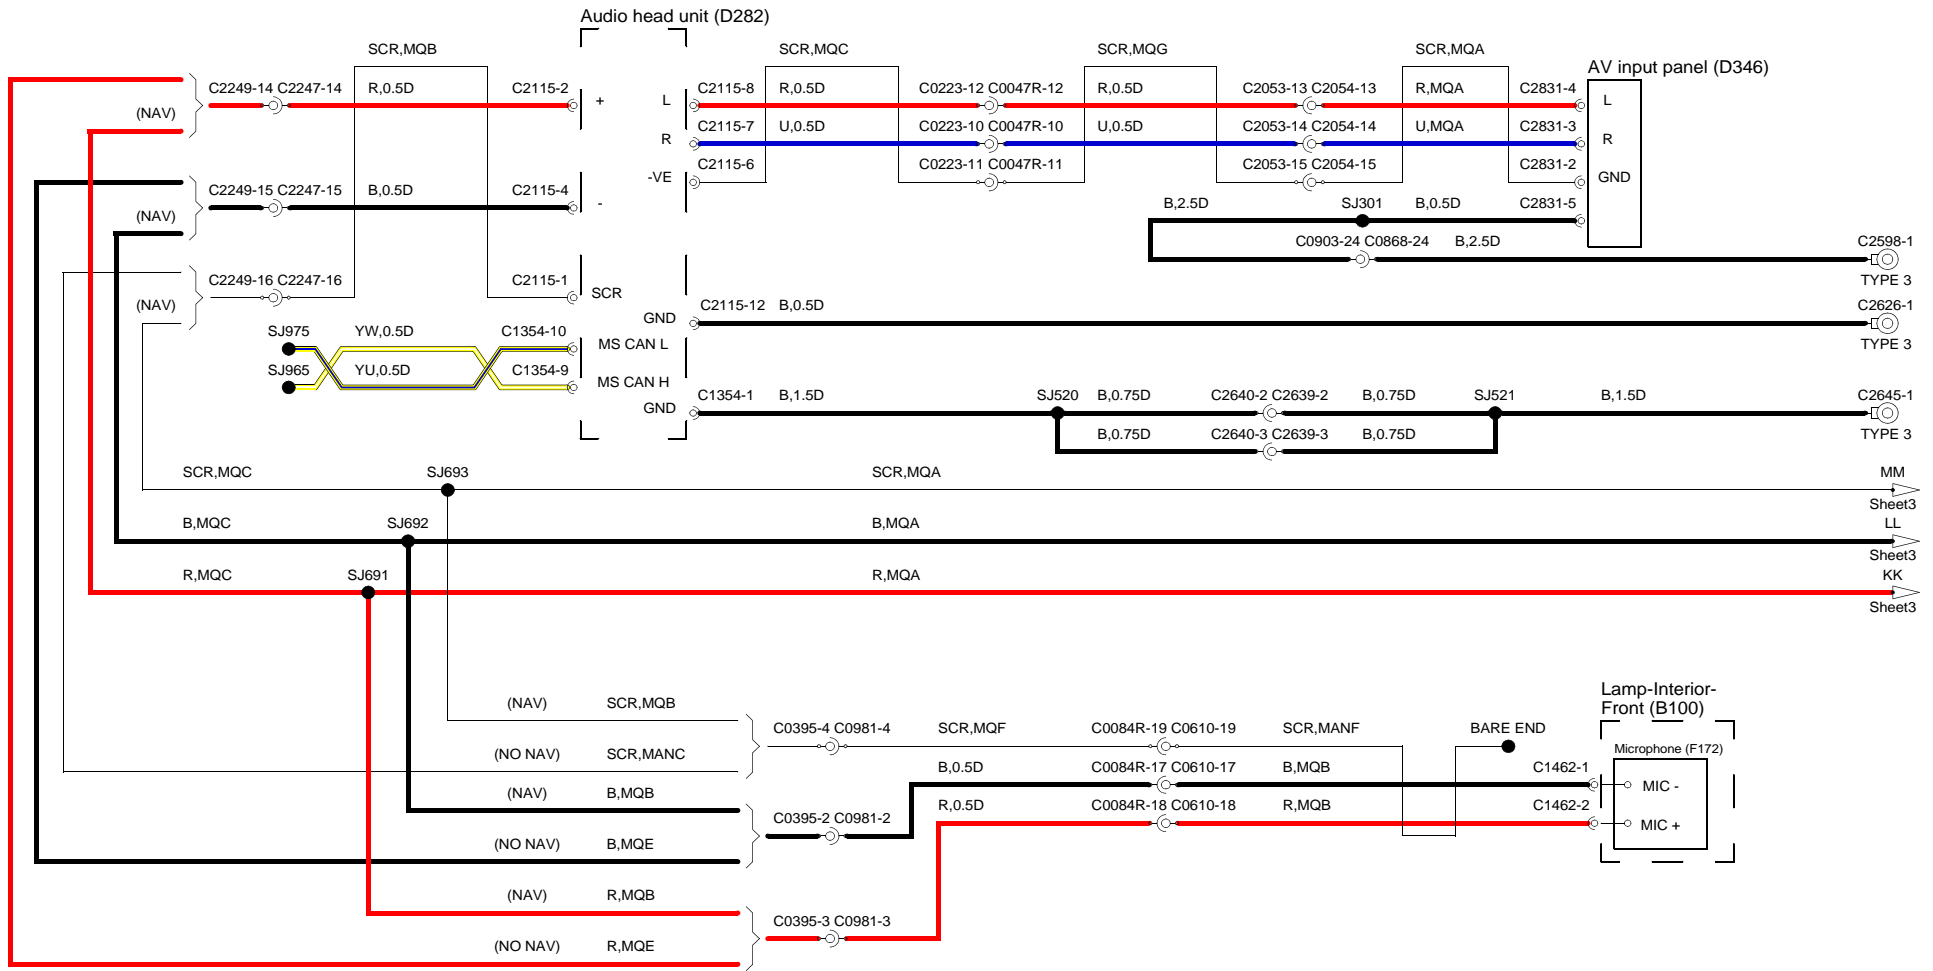 Audio head unit (D282)
SCR,MQB
SCR,MQC
SCR,MQG
SCR,MQA
AV input panel (D346)
C2249-14 C2247-14
R,0.5D
C2115-2
+
L
C2115-8
R,0.5D
C0223-12 C0047R-12
R,0.5D
C2053-13 C2054-13
R,MQA
C2831-4
L
(NAV)
R
C2115-7
U,0.5D
C0223-10 C0047R-10
U,0.5D
C2053-14 C2054-14
U,MQA
C2831-3
R
-VE
C2115-6
C0223-11 C0047R-11
C2053-15 C2054-15
C2831-2
GND
C2249-15 C2247-15
B,0.5D
C2115-4
-
(NAV)
B,2.5D
SJ301
B,0.5D
C2831-5
C0903-24 C0868-24
B,2.5D
C2598-1
TYPE 3
C2249-16 C2247-16
C2115-1
SCR
(NAV)
GND
C2115-12
B,0.5D
C2626-1
TYPE 3
SJ975
YW,0.5D
C1354-10
MS CAN L
SJ965
YU,0.5D
C1354-9
MS CAN H
GND
C1354-1
B,1.5D
SJ520
B,0.75D
C2640-2 C2639-2
B,0.75D
SJ521
B,1.5D
C2645-1
TYPE 3
B,0.75D
C2640-3 C2639-3
B,0.75D
SCR,MQC
SJ693
SCR,MQA
MM
Sheet3
B,MQC
SJ692
B,MQA
LL
Sheet3
R,MQC
SJ691
R,MQA
KK
Sheet3
Lamp-Interior-
Front (B100)
(NAV)
SCR,MQB
C0395-4 C0981-4
SCR,MQF
C0084R-19 C0610-19
SCR,MANF
BARE END
Microphone (F172)
(NO NAV)
SCR,MANC
B,0.5D
C0084R-17 C0610-17
B,MQB
C1462-1
MIC -
(NAV)
B,MQB
R,0.5D
C0084R-18 C0610-18
R,MQB
C1462-2
MIC +
C0395-2 C0981-2
(NO NAV)
B,MQE
(NAV)
R,MQB
C0395-3 C0981-3
(NO NAV)
R,MQE